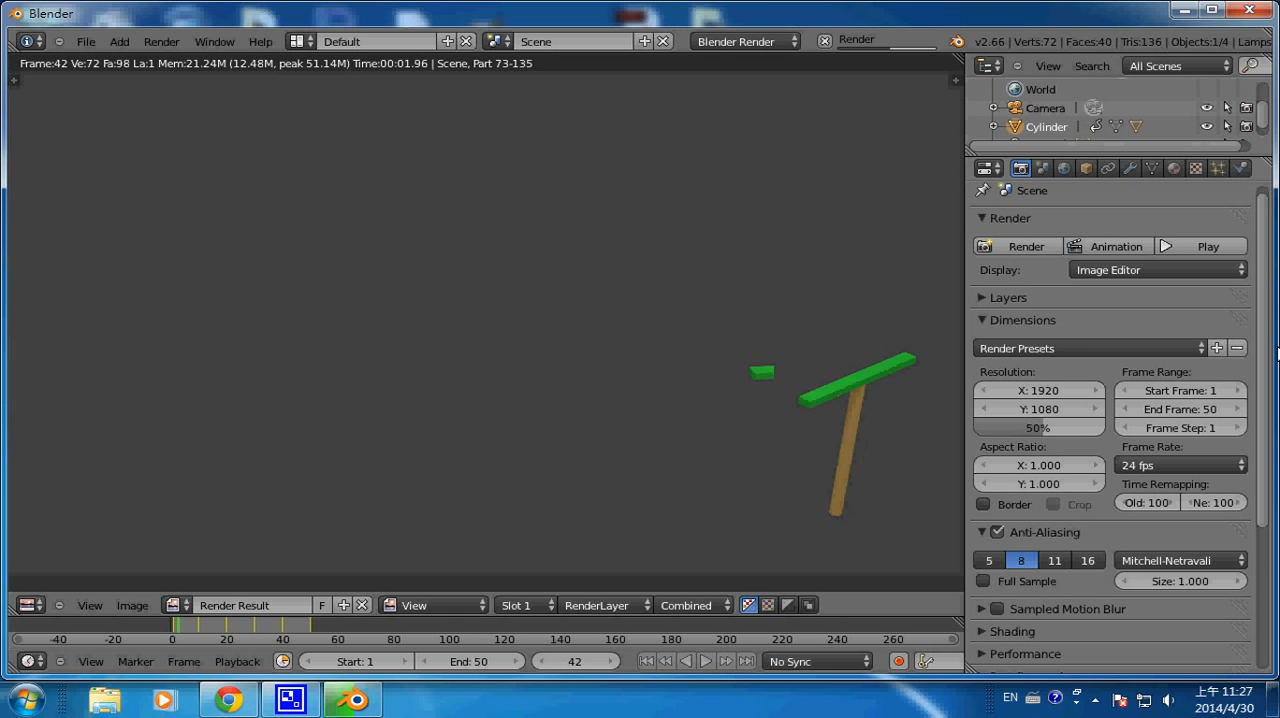 Blender
File Add Render Window Help Default Scene Blender Render Render v2.66 | Verts:72 | Faces:40 | Tris:136 | Objects:1/4 | Lamps
Frame:42 Ve:72 Fa:98 La:1 Mem:21.24M (12.48M, peak 51.14M) Time:00:01.96 | Scene, Part 73-135
View Search All Scenes
World
Camera
Cylinder
Scene
Render
Render Animation Play
Display: Image Editor
Layers
Dimensions
Render Presets
Resolution: Frame Range:
X: 1920 Start Frame: 1
Y: 1080 End Frame: 50
50% Frame Step: 1
Aspect Ratio: Frame Rate:
X: 1.000 24 fps
Y: 1.000 Time Remapping:
Border Crop Old: 100 Ne: 100
Anti-Aliasing
5 8 11 16 Mitchell-Netravali
Full Sample Size: 1.000
Sampled Motion Blur
Shading
Performance
View Image Render Result F View Slot 1 RenderLayer Combined
-40 -20 0 20 40 60 80 100 120 140 160 180 200 220 240 260
View Marker Frame Playback Start: 1 End: 50 42 No Sync
EN 上午 11:27
2014/4/30